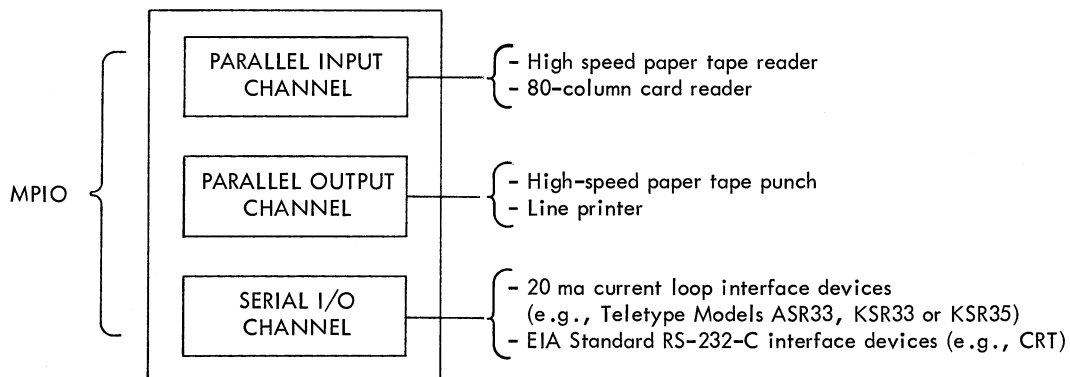 MPIO
PARALLEL INPUT
CHANNEL
- High speed paper tape reader
- 80-column card reader
PARALLEL OUTPUT
CHANNEL
- High-speed paper tape punch
- Line printer
SERIAL I/O
CHANNEL
- 20 ma current loop interface devices
(e.g., Teletype Models ASR33, KSR33 or KSR35)
- EIA Standard RS-232-C interface devices (e.g., CRT)